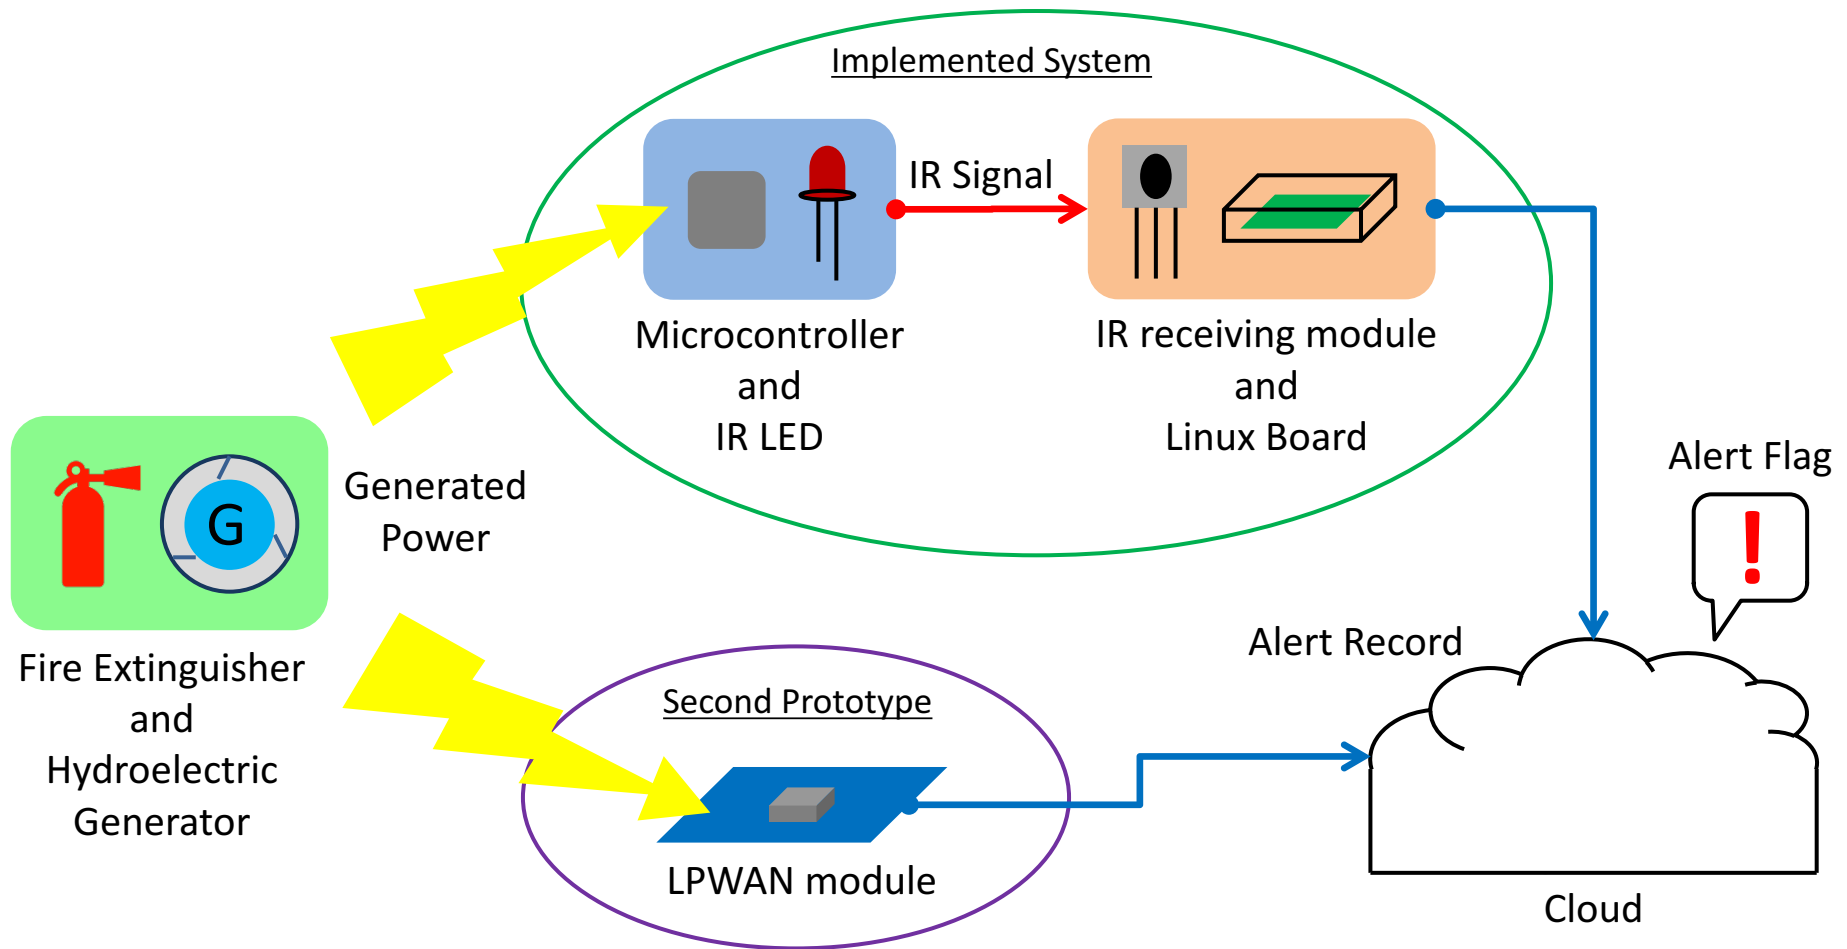 Implemented System
IR Signal
Microcontroller
and
IR LED
IR receiving module
and
Linux Board
G
Generated
Power
Fire Extinguisher
and
Hydroelectric
Generator
Second Prototype
LPWAN module
Alert Record
Alert Flag
!
Cloud